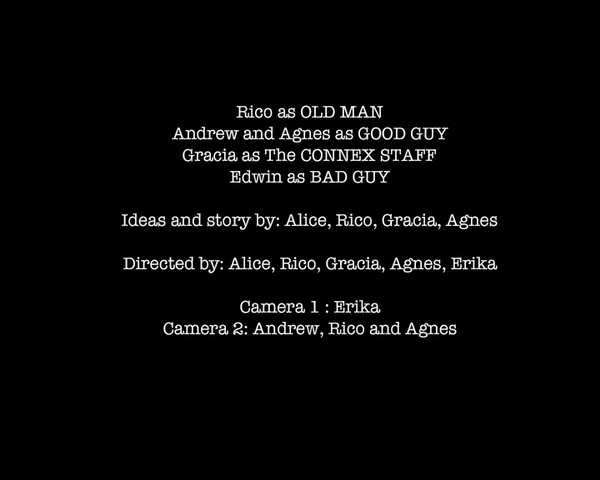 Rico as OLD MAN
Andrew and Agnes as GOOD GUY
Gracia as The CONNEX STAFF
Edwin as BAD GUY
Ideas and story by: Alice, Rico, Gracia, Agnes
Directed by: Alice, Rico, Gracia, Agnes, Erika
Camera 1 : Erika
Camera 2: Andrew, Rico and Agnes